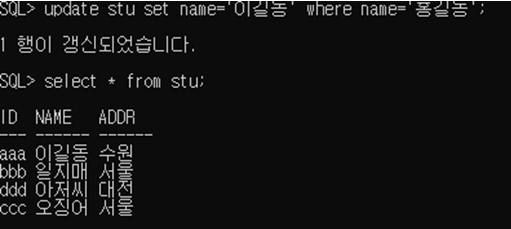 SQL> update stu set name='이길동' where name='홍길동';
1 행이 갱신되었습니다.
SQL> select * from stu;
ID NAME ADDR
--- ------ ------
aaa 이길동 수원
bbb 일지매 서울
ddd 아저씨 대전
ccc 오징어 서울